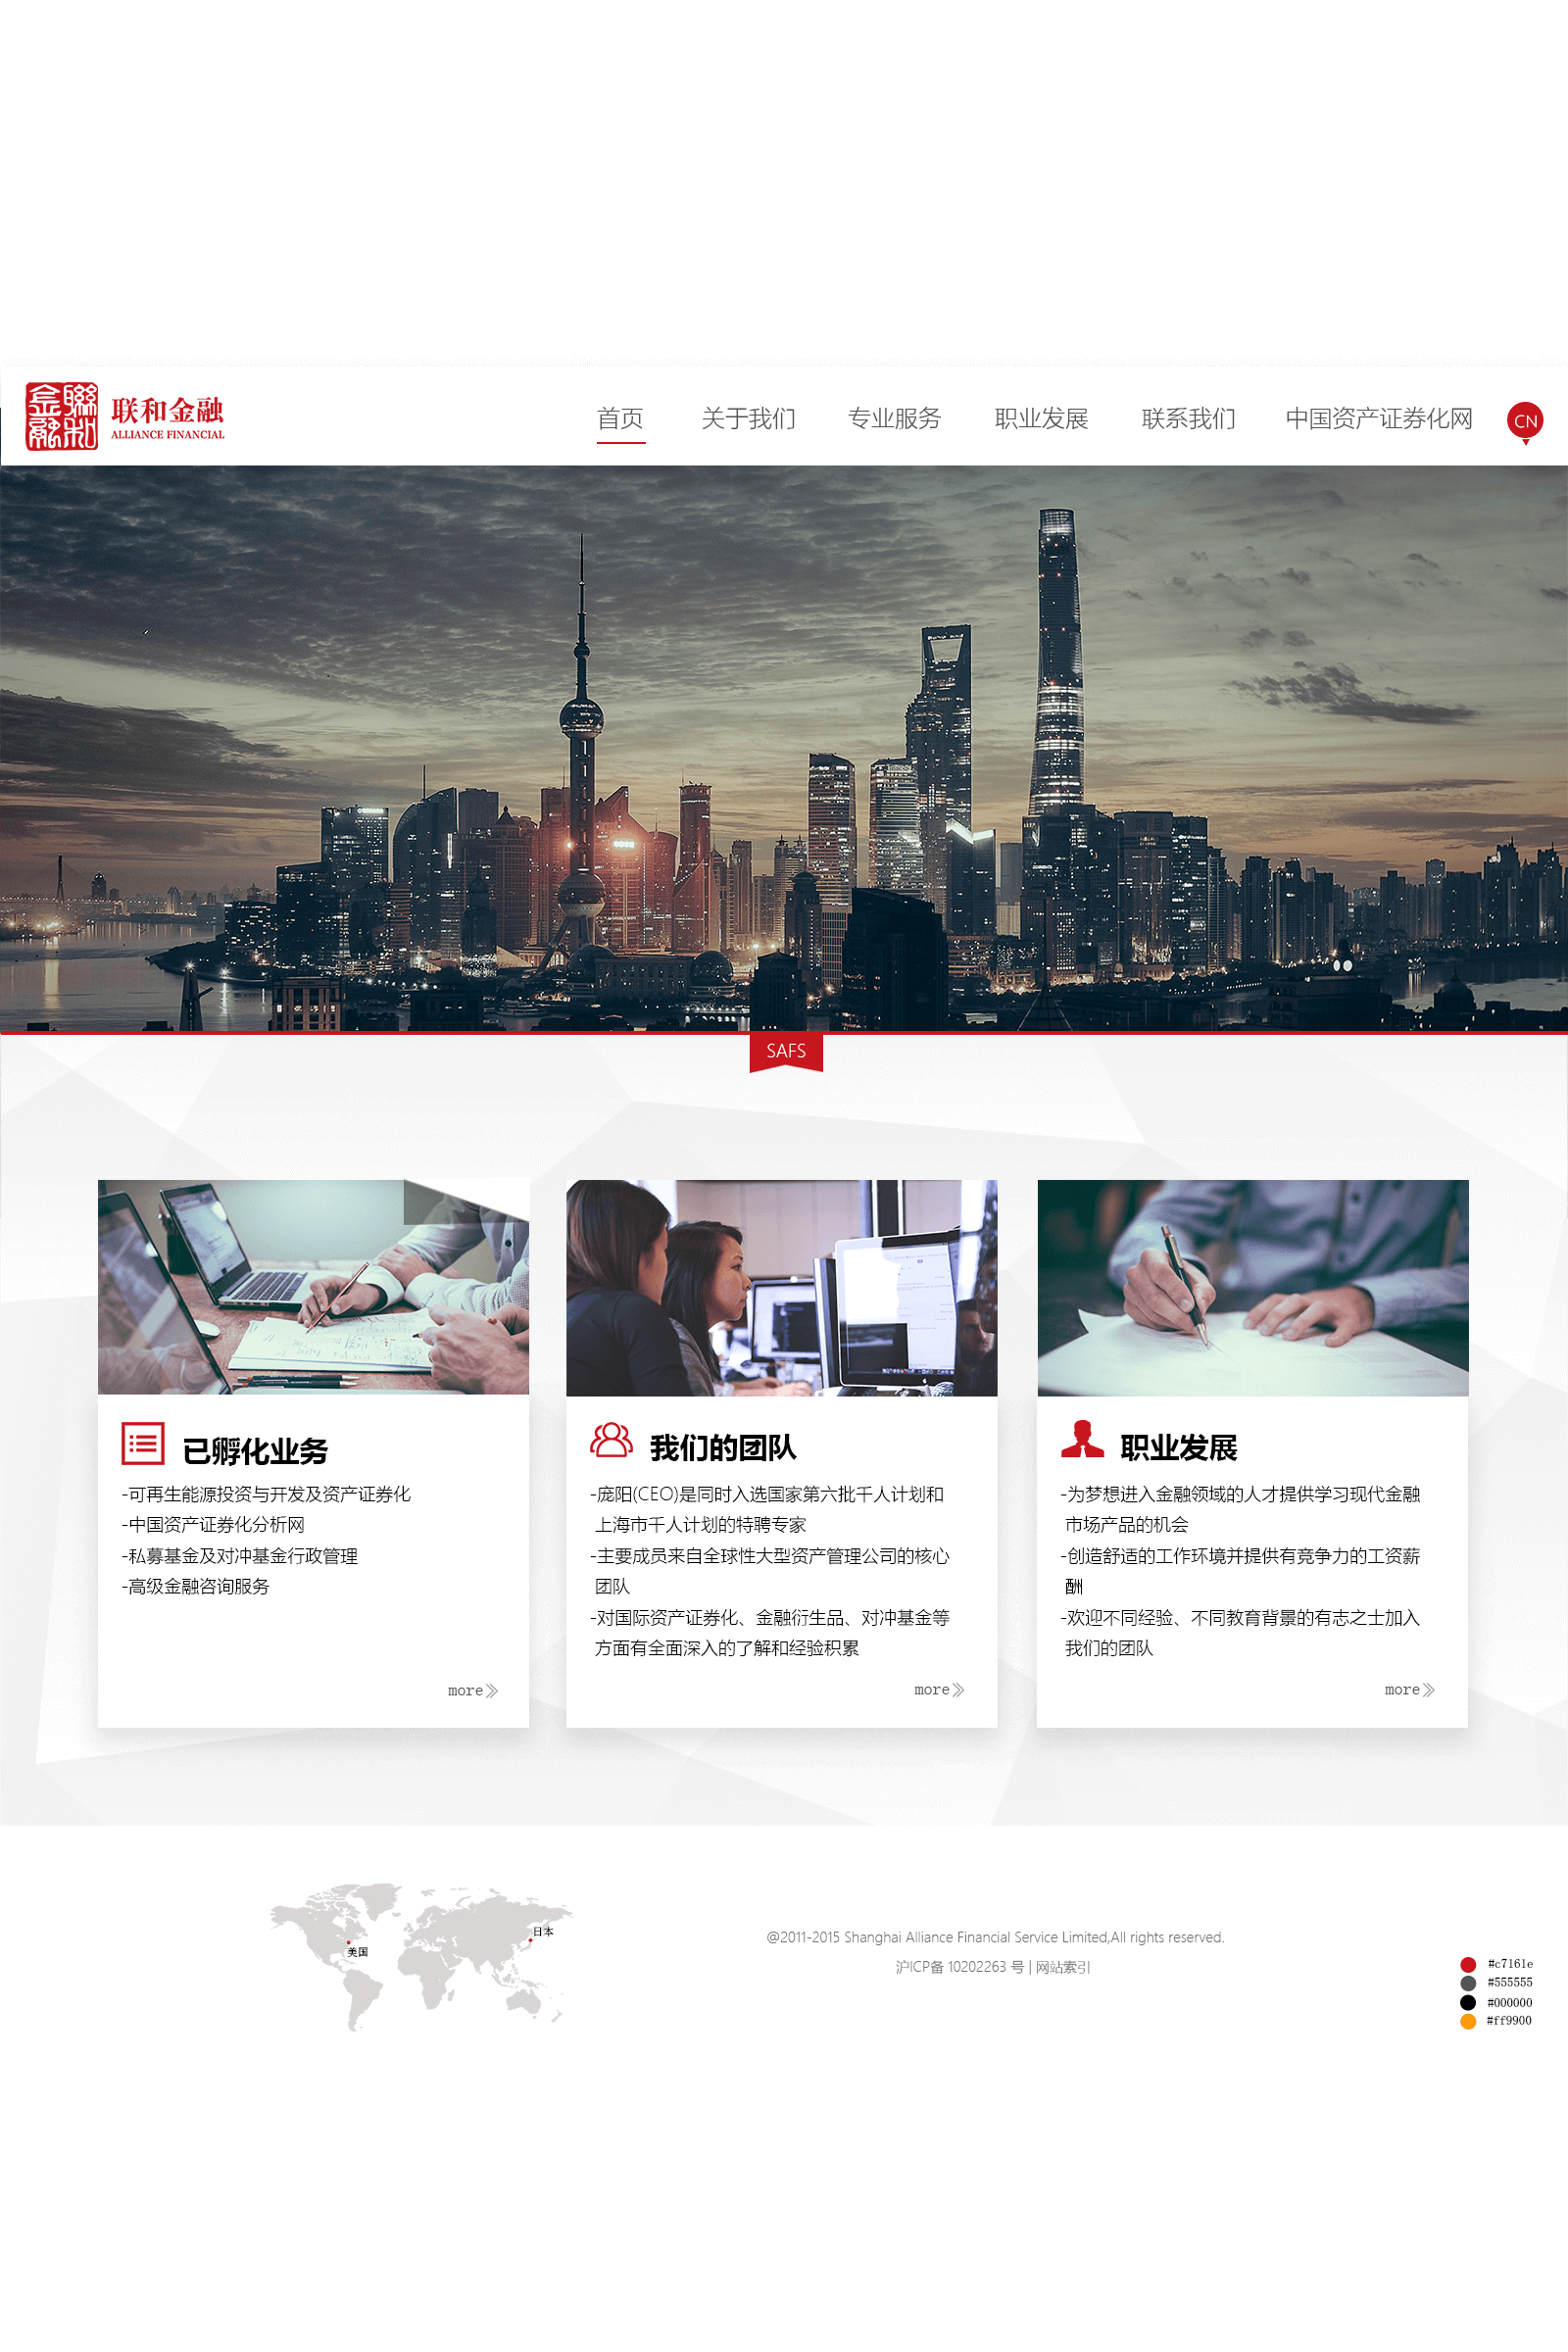 聯和金融
联和金融
ALLIANCE FINANCIAL
首页 关于我们 专业服务 职业发展 联系我们 中国资产证券化网 CN
SAFS
已孵化业务
-可再生能源投资与开发及资产证券化
-中国资产证券化分析网
-私募基金及对冲基金行政管理
-高级金融咨询服务
more
我们的团队
-庞阳(CEO)是同时入选国家第六批千人计划和
上海市千人计划的特聘专家
-主要成员来自全球性大型资产管理公司的核心
团队
-对国际资产证券化、金融衍生品、对冲基金等
方面有全面深入的了解和经验积累
more
职业发展
-为梦想进入金融领域的人才提供学习现代金融
市场产品的机会
-创造舒适的工作环境并提供有竞争力的工资薪
酬
-欢迎不同经验、不同教育背景的有志之士加入
我们的团队
more
美国
日本
@2011-2015 Shanghai Alliance Financial Service Limited,All rights reserved.
沪ICP备 10202263 号 | 网站索引
#c7161e
#555555
#000000
#ff9900